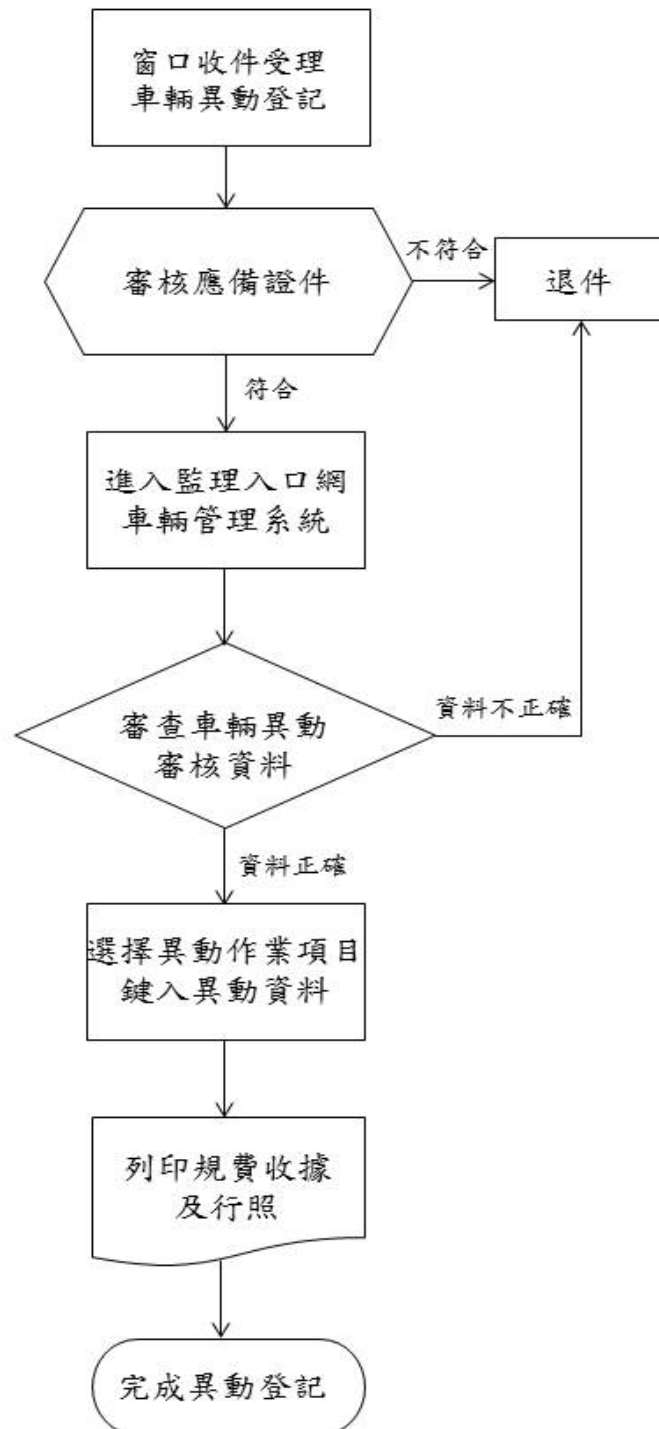 窗口收件受理
車輛異動登記
審核應備證件
不符合
退件
符合
進入監理入口網
車輛管理系統
審查車輛異動
審核資料
資料不正確
資料正確
選擇異動作業項目
鍵入異動資料
列印規費收據
及行照
完成異動登記